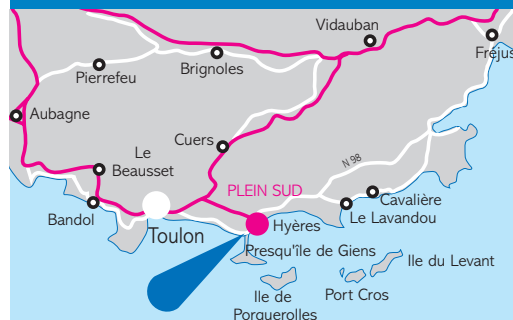 Vidauban
Fréjus
Brignoles
Pierrefeu
Aubagne
Cuers
Le
Beausset
N 98
PLEIN SUD
Cavalière
Le Lavandou
Bandol
Toulon
Hyères
Presqu'île de Giens
Ile du Levant
Port Cros
Ile de
Porquerolles